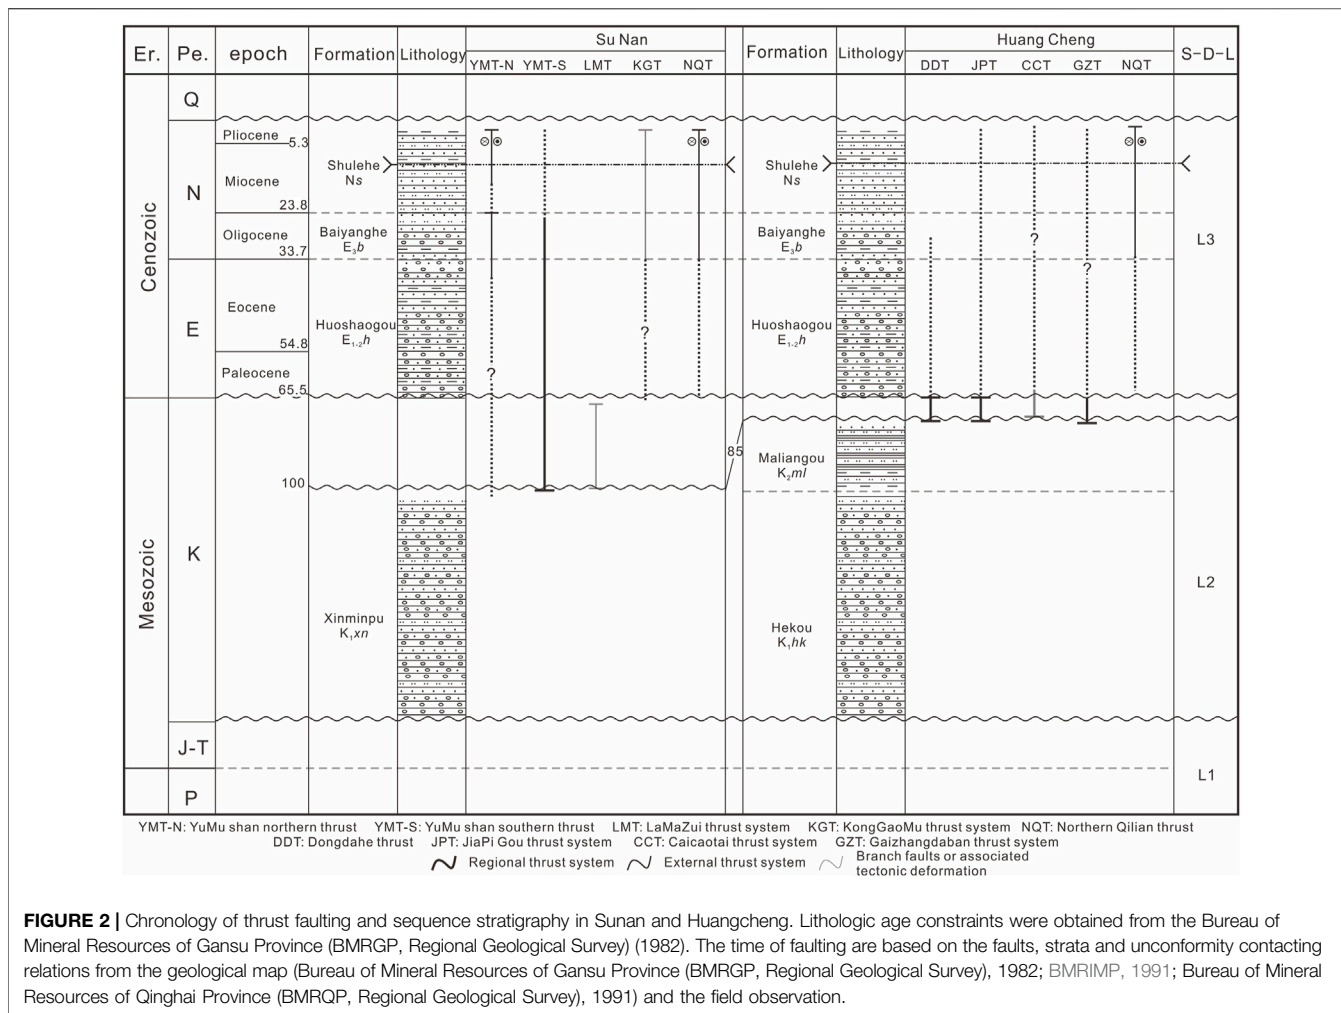 Er. Pe. epoch Formation Lithology Su Nan Formation Lithology Huang Cheng S-D-L
YMT-N YMT-S LMT KGT NQT DDT JPT CCT GZT NQT
Q
Pliocene
5.3
Shulehe
Ns
Shulehe
Ns
Miocene
N
23.8
Oligocene
Baiyanghe
E3b
Baiyanghe
E3b
?
L3
33.7
?
Cenozoic
Eocene
E
Huoshaogou
E1-2h
?
Huoshaogou
E1-2h
54.8
Paleocene
?
65.5
85
Maliangou
K2ml
100
Mesozoic
K
L2
Xinminpu
K1xn
Hekou
K1hk
J-T
L1
P
YMT-N: YuMu shan northern thrust YMT-S: YuMu shan southern thrust LMT: LaMaZui thrust system KGT: KongGaoMu thrust system NQT: Northern Qilian thrust
DDT: Dongdahe thrust JPT: JiaPi Gou thrust system CCT: Caicaotai thrust system GZT: Gaizhangdaban thrust system
Regional thrust system External thrust system Branch faults or associated
tectonic deformation
FIGURE 2 | Chronology of thrust faulting and sequence stratigraphy in Sunan and Huangcheng. Lithologic age constraints were obtained from the Bureau of
Mineral Resources of Gansu Province (BMRGP, Regional Geological Survey) (1982). The time of faulting are based on the faults, strata and unconformity contacting
relations from the geological map (Bureau of Mineral Resources of Gansu Province (BMRGP, Regional Geological Survey), 1982; BMRIMP, 1991; Bureau of Mineral
Resources of Qinghai Province (BMRQP, Regional Geological Survey), 1991) and the field observation.